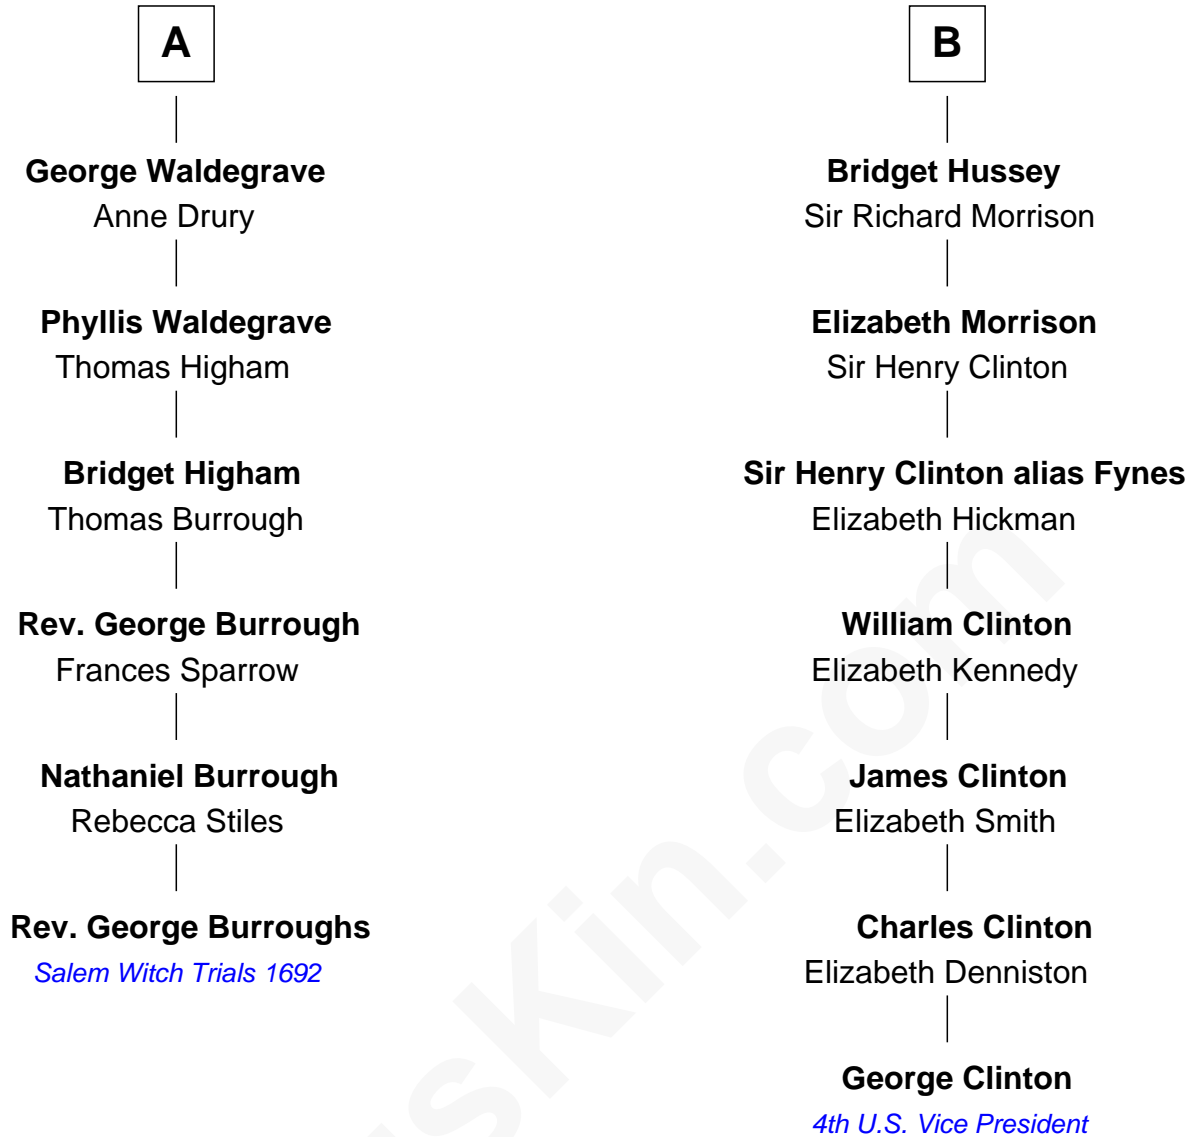 A
George Waldegrave
Anne Drury
Phyllis Waldegrave
Thomas Higham
Bridget Higham
Thomas Burrough
Rev. George Burrough
Frances Sparrow
Nathaniel Burrough
Rebecca Stiles
Rev. George Burroughs
Salem Witch Trials 1692
B
Bridget Hussey
Sir Richard Morrison
Elizabeth Morrison
Sir Henry Clinton
Sir Henry Clinton alias Fynes
Elizabeth Hickman
William Clinton
Elizabeth Kennedy
James Clinton
Elizabeth Smith
Charles Clinton
Elizabeth Denniston
George Clinton
4th U.S. Vice President
sKin.com